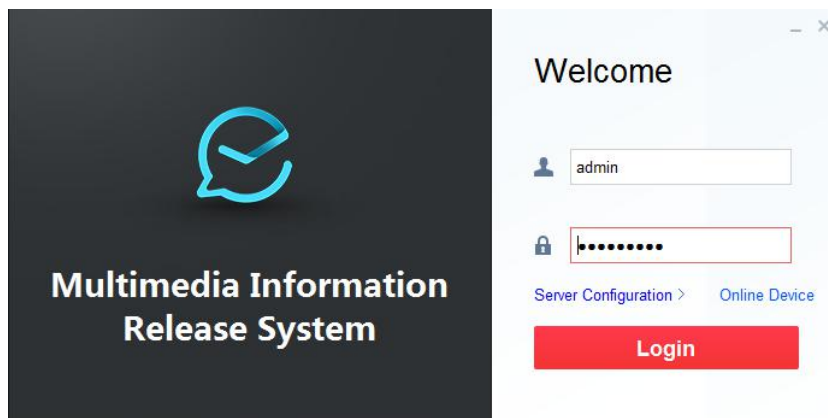 Multimedia Information
Release System
Welcome
admin
●●●●●●●●●
Server Configuration >
Online Device
Login